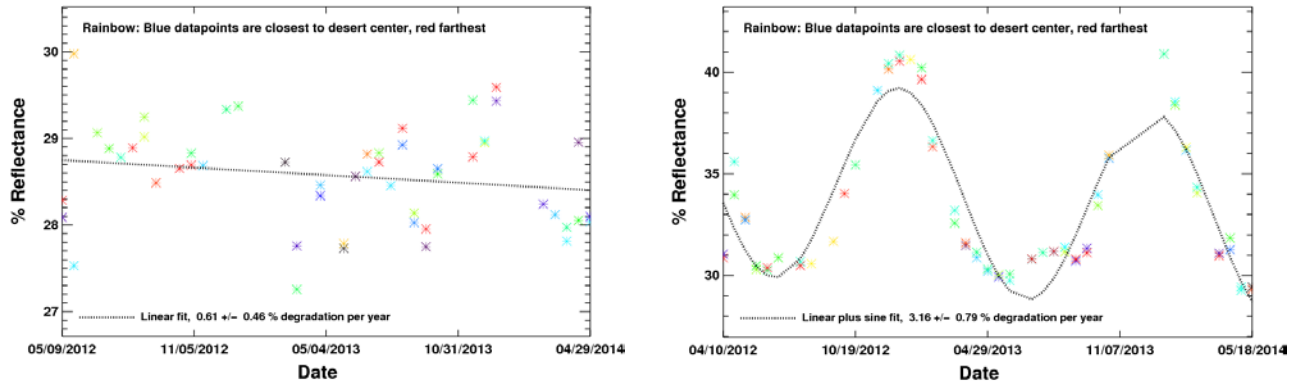 Rainbow: Blue datapoints are closest to desert center, red farthest
30
29
28
27
% Reflectance
Linear fit, 0.61 +/- 0.46 % degradation per year
05/09/2012 11/05/2012 05/04/2013 10/31/2013 04/29/2014
Date
Rainbow: Blue datapoints are closest to desert center, red farthest
40
35
30
% Reflectance
Linear plus sine fit, 3.16 +/- 0.79 % degradation per year
04/10/2012 10/19/2012 04/29/2013 11/07/2013 05/18/2014
Date